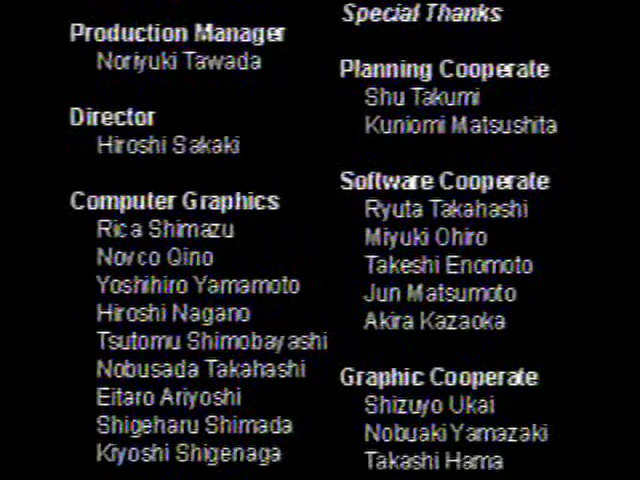 Production Manager
Noriyuki Tawada
Director
Hiroshi Sakaki
Computer Graphics
Rica Shimazu
Novco Qino
Yoshihiro Yamamoto
Hiroshi Nagano
Tsutomu Shimobayashi
Nobusada Takahashi
Eitaro Ariyoshi
Shigeharu Shimada
Kiyoshi Shigenaga
Special Thanks
Planning Cooperate
Shu Takumi
Kuniomi Matsushita
Software Cooperate
Ryuta Takahashi
Miyuki Ohiro
Takeshi Enomoto
Jun Matsumoto
Akira Kazaoka
Graphic Cooperate
Shizuyo Ukai
Nobuaki Yamazaki
Takashi Hama